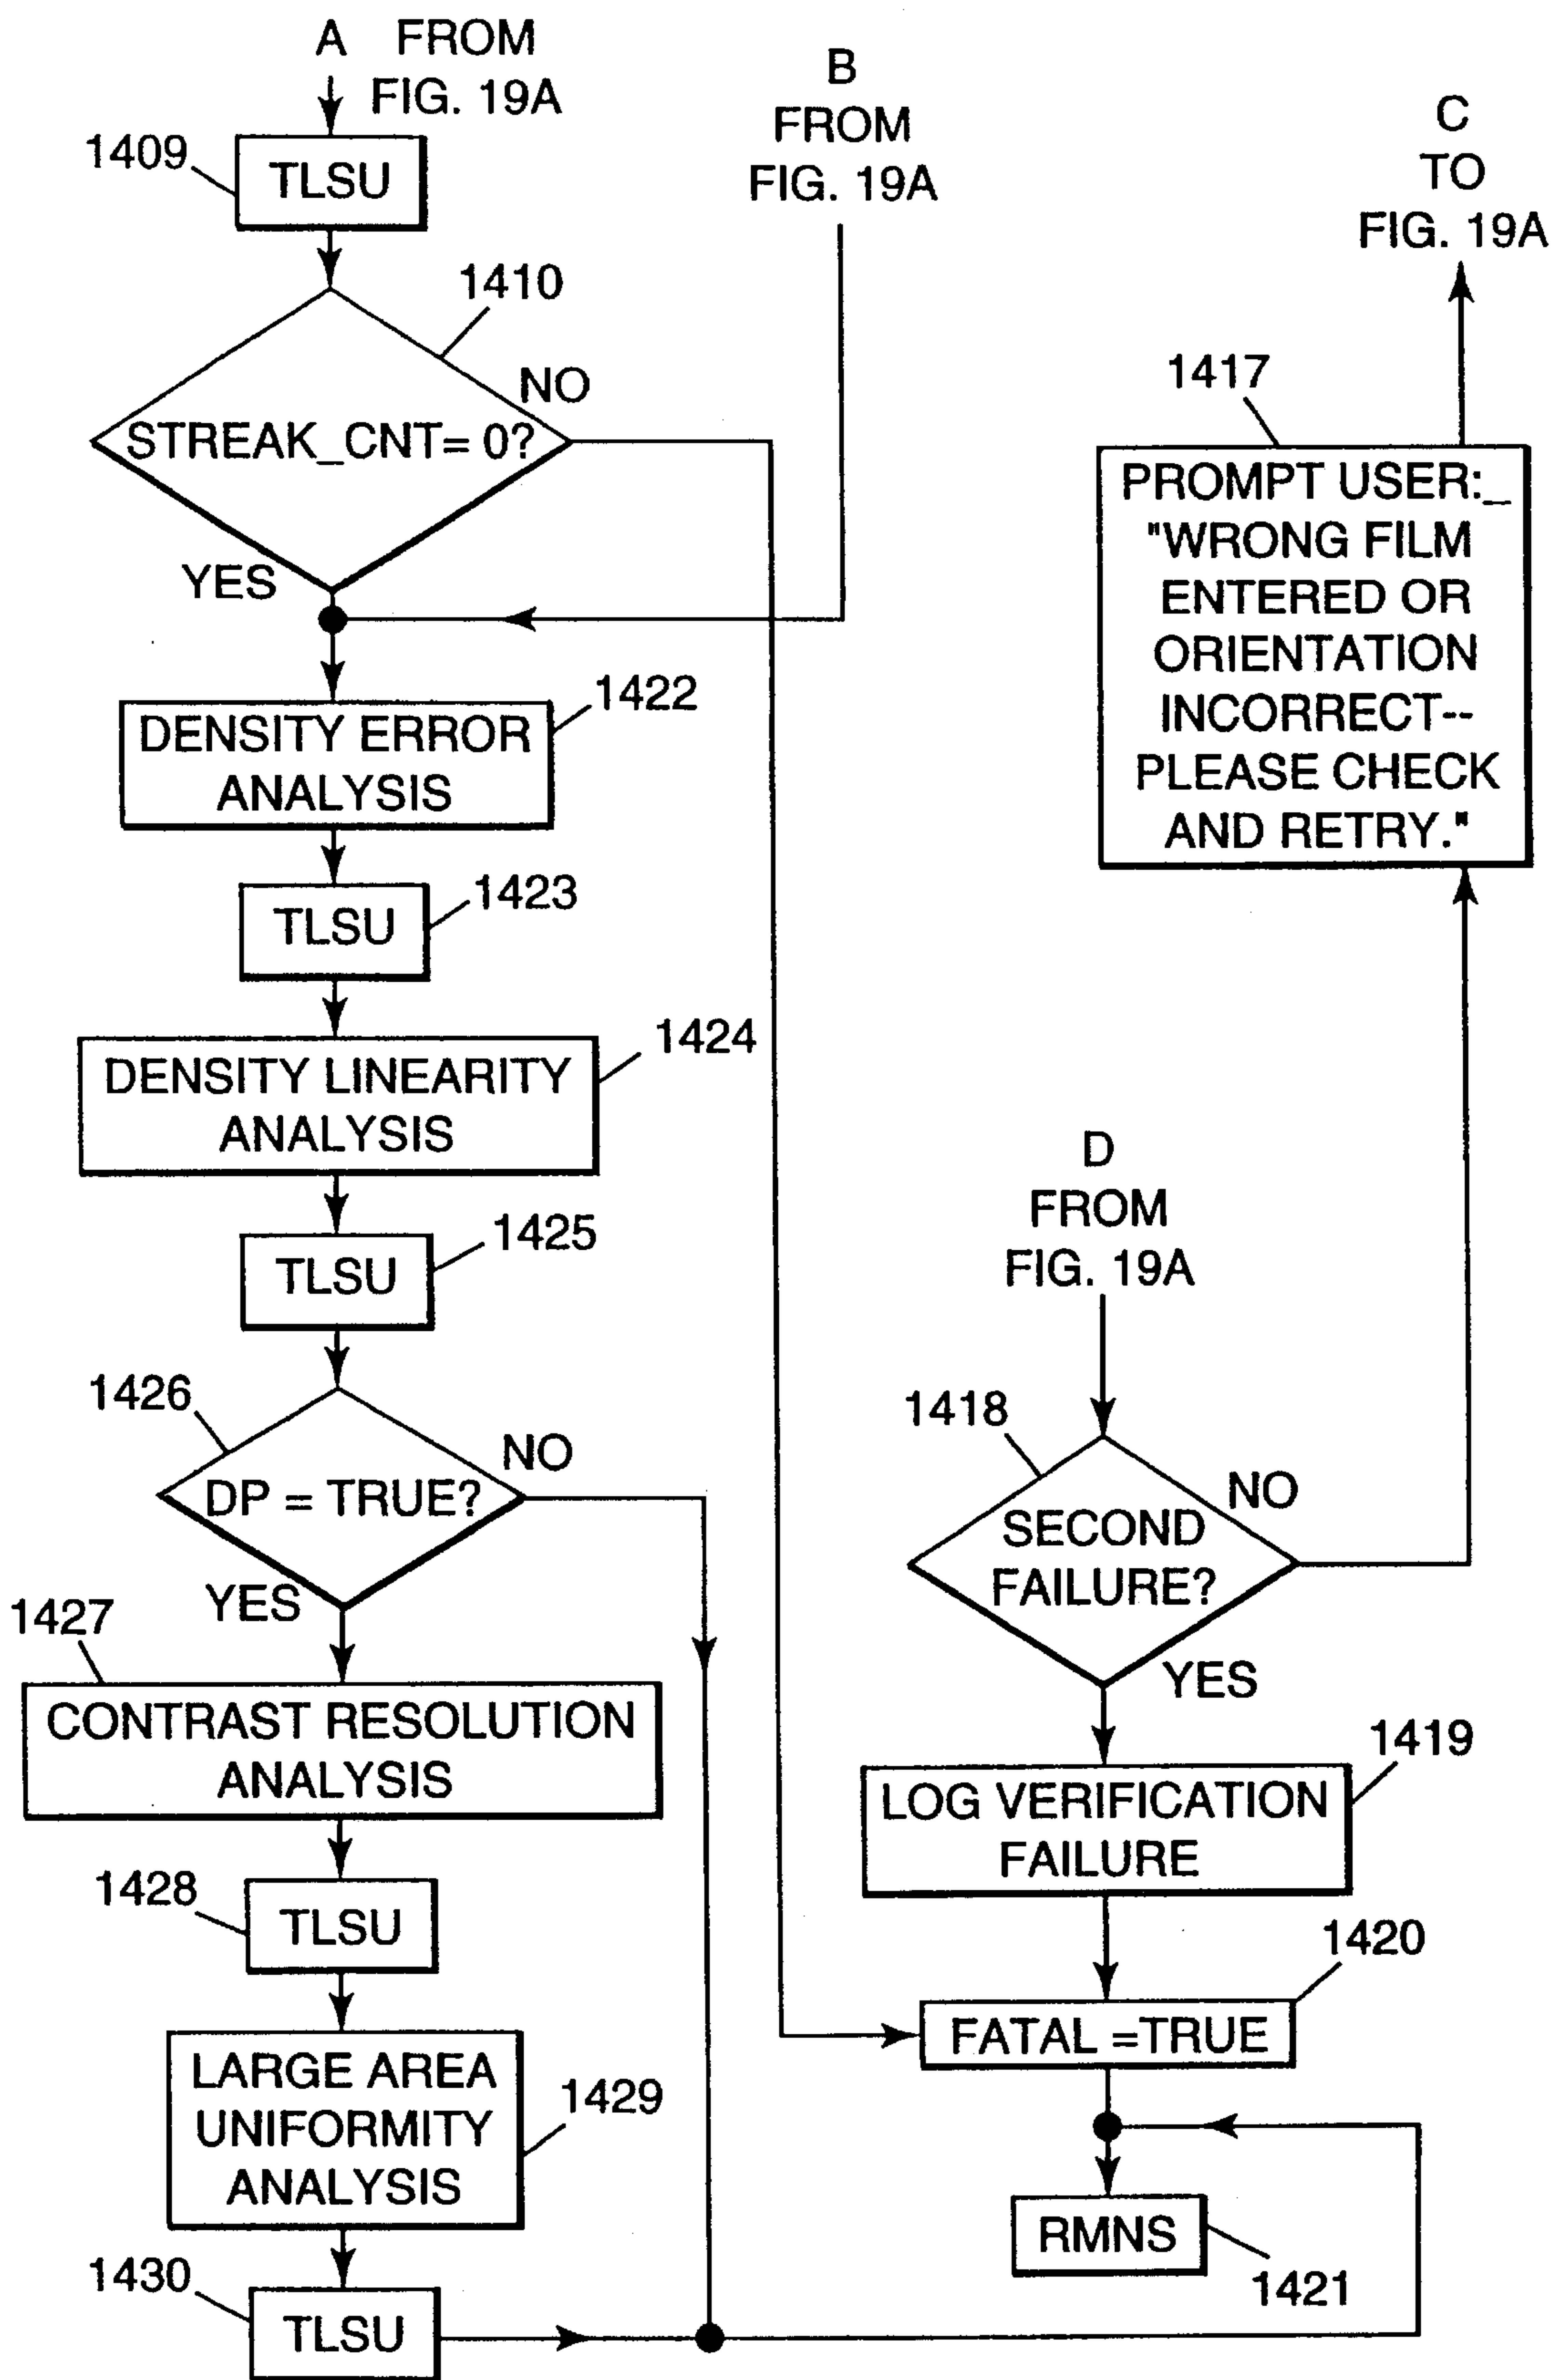 A FROM
FIG. 19A
1409
TLSU
1410
NO
STREAK_CNT= 0?
YES
1422
DENSITY ERROR
ANALYSIS
1423
TLSU
1424
DENSITY LINEARITY
ANALYSIS
1425
TLSU
1426
NO
DP = TRUE?
YES
1427
CONTRAST RESOLUTION
ANALYSIS
1428
TLSU
LARGE AREA
UNIFORMITY
ANALYSIS
1429
1430
TLSU
B
FROM
FIG. 19A
C
TO
FIG. 19A
1417
PROMPT USER:_
"WRONG FILM
ENTERED OR
ORIENTATION
INCORRECT--
PLEASE CHECK
AND RETRY."
D
FROM
FIG. 19A
1418
NO
SECOND
FAILURE?
YES
1419
LOG VERIFICATION
FAILURE
1420
FATAL =TRUE
RMNS
1421